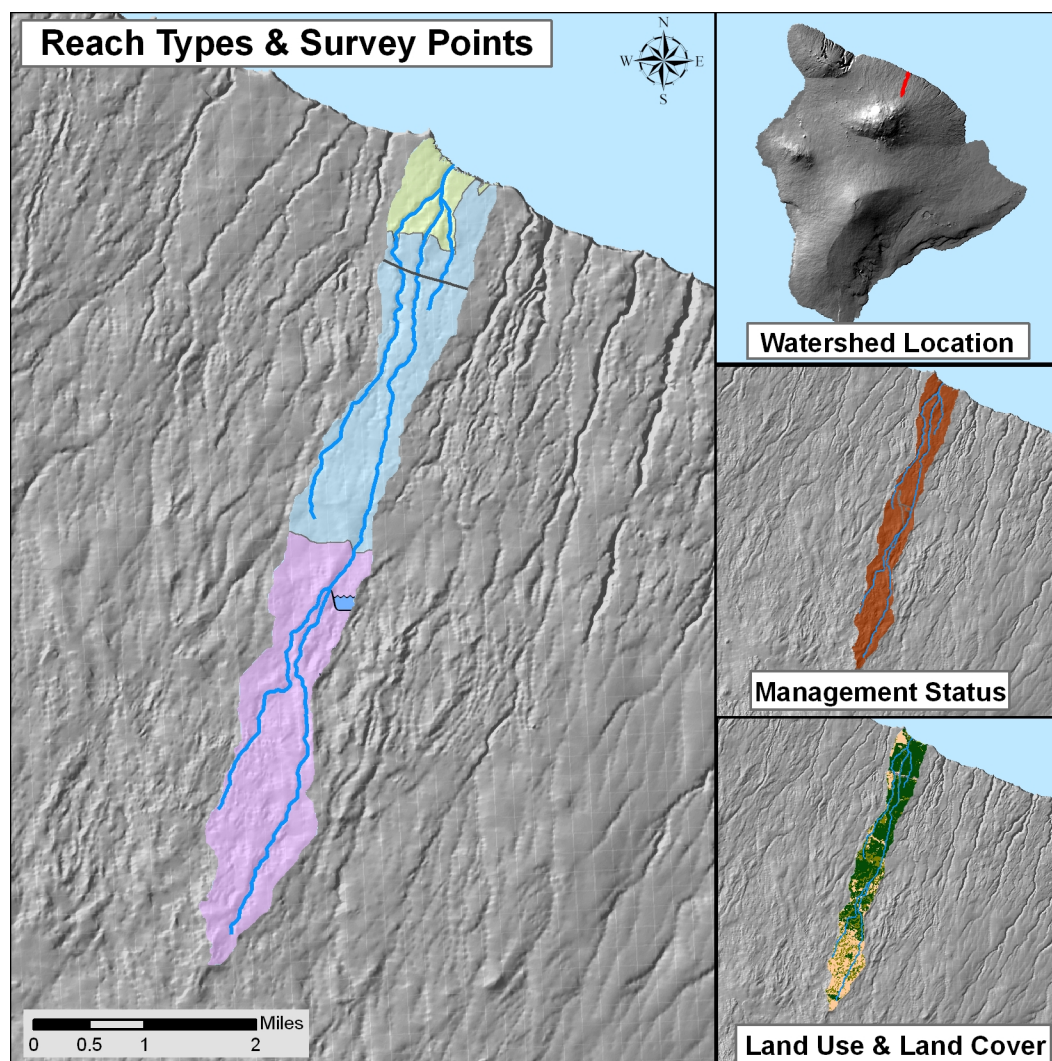 Reach Types & Survey Points
N
W E
S
Watershed Location
Management Status
Land Use & Land Cover
Miles
0 0.5 1 2